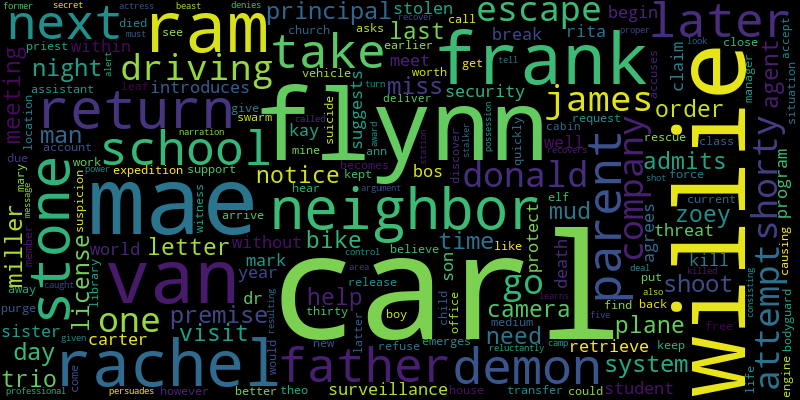 next
ram
take
frank
principal
escape
stolen
last
rita
begin
later
former
secret
actress
denies
beast
died
must
recover
proper
priest
see
church
asks
earlier
call
meet
get
tell
worth
break
look
close
accept
claim
manager
agent
situation
meeting
within
night
driving
alert
turn
deliver
vehicle
security
assistant
leaf
introduces
miss
james
accuses
location
return
give
swarm
suicide
suggests
flynn
quickly
request
order
cabin
rescue
class
man
school
narration
called
kay
award
stalker
possession
well
account
ann
discover
recovers
mine
becomes
notice
due
work
expedition
support
bos
donald
admits
company
force
shot
willie
shorty
program
mary
power
suspicion
hear
kept
argument
station
parent
stone
mae
neighbor
elf
zoey
agrees
current
message
license
letter
witness
bike
like
protect
mud
threat
kill
causing
miller
world
without
time
arrive
believe
death
attempt
also
put
member
library
mark
control
son
go
van
year
area
release
child
office
camera
find
back
shoot
free
killed
deal
away
one
premise
dr
help
boy
carl
need
plane
learns
purge
caught
visit
thirty
medium
five
keep
sister
carter
resulting
latter
emerges
retrieve
engine
bodyguard
consisting
day
given
rachel
would
new
refuse
reluctantly
camp
system
life
trio
come
father
demon
house
student
professional
persuades
however
better
theo
surveillance
transfer
could